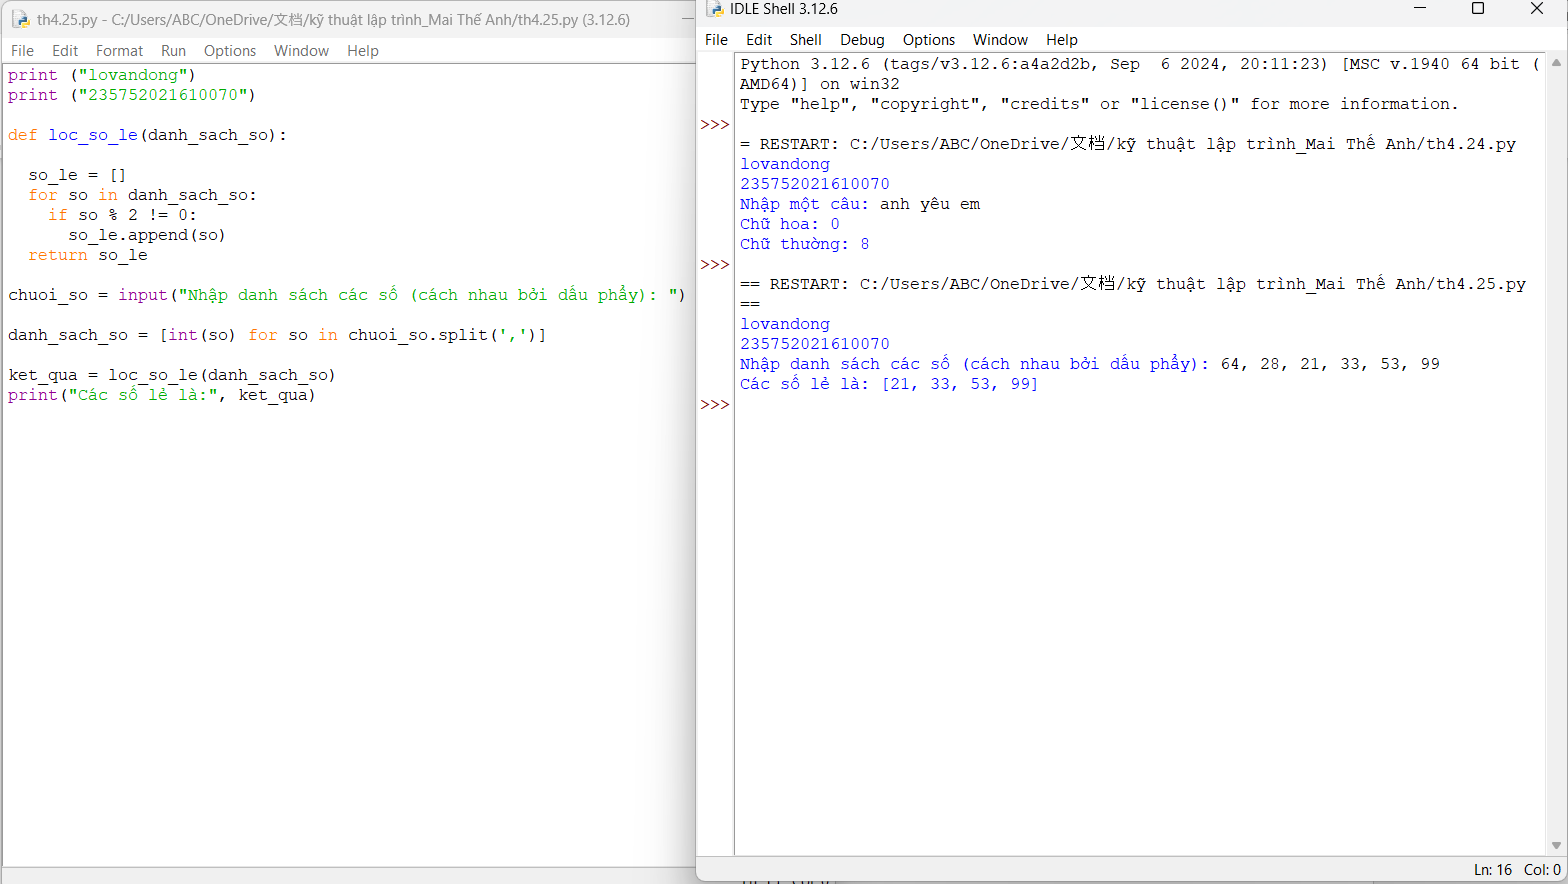 th4.25.py - C:/Users/ABC/OneDrive/文档/kỹ thuật lập trình_Mai Thế Anh/th4.25.py (3.12.6)
File Edit Format Run Options Window Help
print ("lovandong")
print ("235752021610070")
def loc_so_le(danh_sach_so):
so_le = []
for so in danh_sach_so:
if so % 2 != 0:
so_le.append(so)
return so_le
chuoi_so = input("Nhập danh sách các số (cách nhau bởi dấu phẩy): ")
danh_sach_so = [int(so) for so in chuoi_so.split(',')]
ket_qua = loc_so_le(danh_sach_so)
print("Các số lẻ là:", ket_qua)
IDLE Shell 3.12.6
File Edit Shell Debug Options Window Help
Python 3.12.6 (tags/v3.12.6:a4a2d2b, Sep  6 2024, 20:11:23) [MSC v.1940 64 bit (
AMD64)] on win32
Type "help", "copyright", "credits" or "license()" for more information.
>>>
= RESTART: C:/Users/ABC/OneDrive/文档/kỹ thuật lập trình_Mai Thế Anh/th4.24.py
lovandong
235752021610070
Nhập một câu: anh yêu em
Chữ hoa: 0
Chữ thường: 8
>>>
== RESTART: C:/Users/ABC/OneDrive/文档/kỹ thuật lập trình_Mai Thế Anh/th4.25.py
==
lovandong
235752021610070
Nhập danh sách các số (cách nhau bởi dấu phẩy): 64, 28, 21, 33, 53, 99
Các số lẻ là: [21, 33, 53, 99]
>>>
Ln: 16 Col: 0